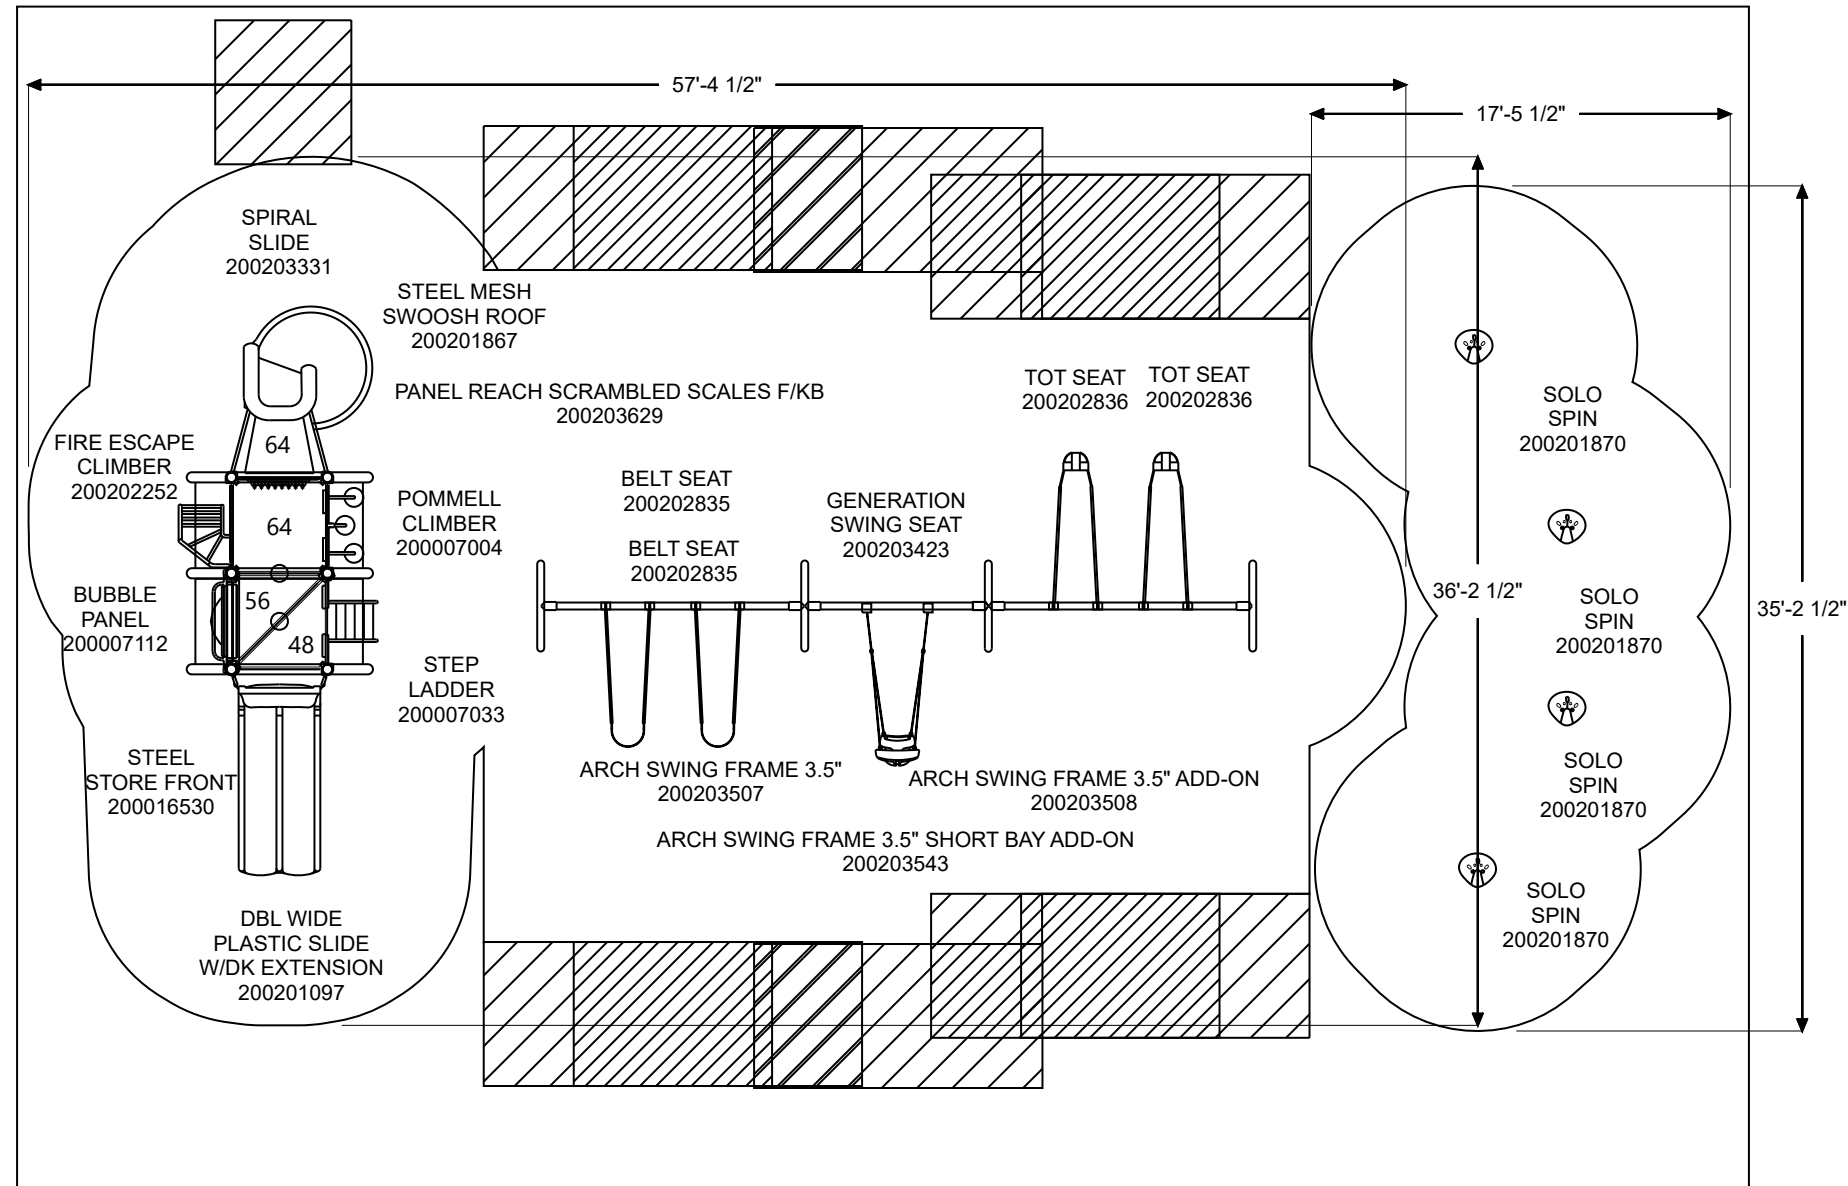 57'-4 1/2"
17'-5 1/2"
SPIRAL
SLIDE
200203331
STEEL MESH
SWOOSH ROOF
200201867
PANEL REACH SCRAMBLED SCALES F/KB
200203629
TOT SEAT
200202836
TOT SEAT
200202836
SOLO
SPIN
200201870
FIRE ESCAPE
CLIMBER
200202252
64
64
56
48
POMMELL
CLIMBER
200007004
BELT SEAT
200202835
BELT SEAT
200202835
GENERATION
SWING SEAT
200203423
BUBBLE
PANEL
200007112
36'-2 1/2"
SOLO
SPIN
200201870
35'-2 1/2"
STEP
LADDER
200007033
STEEL
STORE FRONT
200016530
ARCH SWING FRAME 3.5"
200203507
ARCH SWING FRAME 3.5" ADD-ON
200203508
SOLO
SPIN
200201870
ARCH SWING FRAME 3.5" SHORT BAY ADD-ON
200203543
DBL WIDE
PLASTIC SLIDE
W/DK EXTENSION
200201097
SOLO
SPIN
200201870